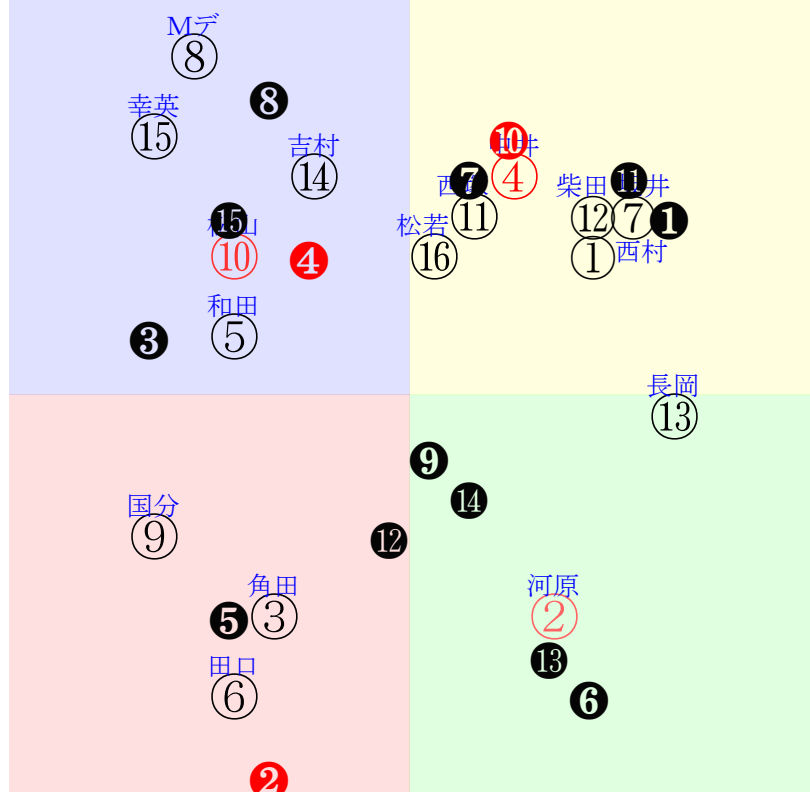 Mデ
⑧
❽
幸英
⑮
吉村
⑭
❿
④
❼
⑪
柴田
⓫
井
⑫
⑦
❶
⓯
山
⑩
❹
松若
⑯
①
西村
和田
⑤
❸
長岡
⑬
❾
⓮
国分
⑨
⓬
角田
③
❺
河原
②
⓭
田口
⑥
❻
❷